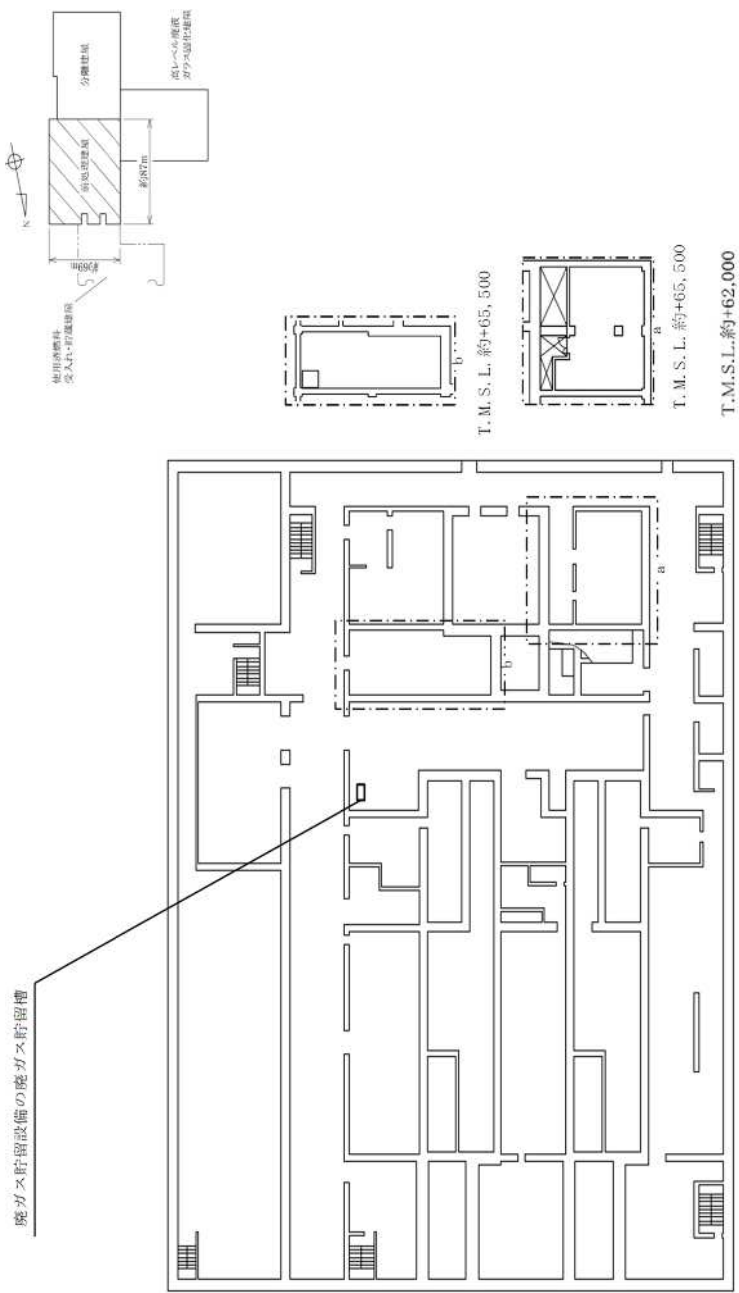 廃ガス貯留設備の廃ガス貯留槽
使用済燃料
受入れ・貯蔵建屋
N
約69m
前処理建屋
約87m
分離建屋
高レベル廃液
ガラス固化建屋
b
T.M.S.L.約+65,500
a
T.M.S.L.約+65,500
T.M.S.L.約+62,000
b
a